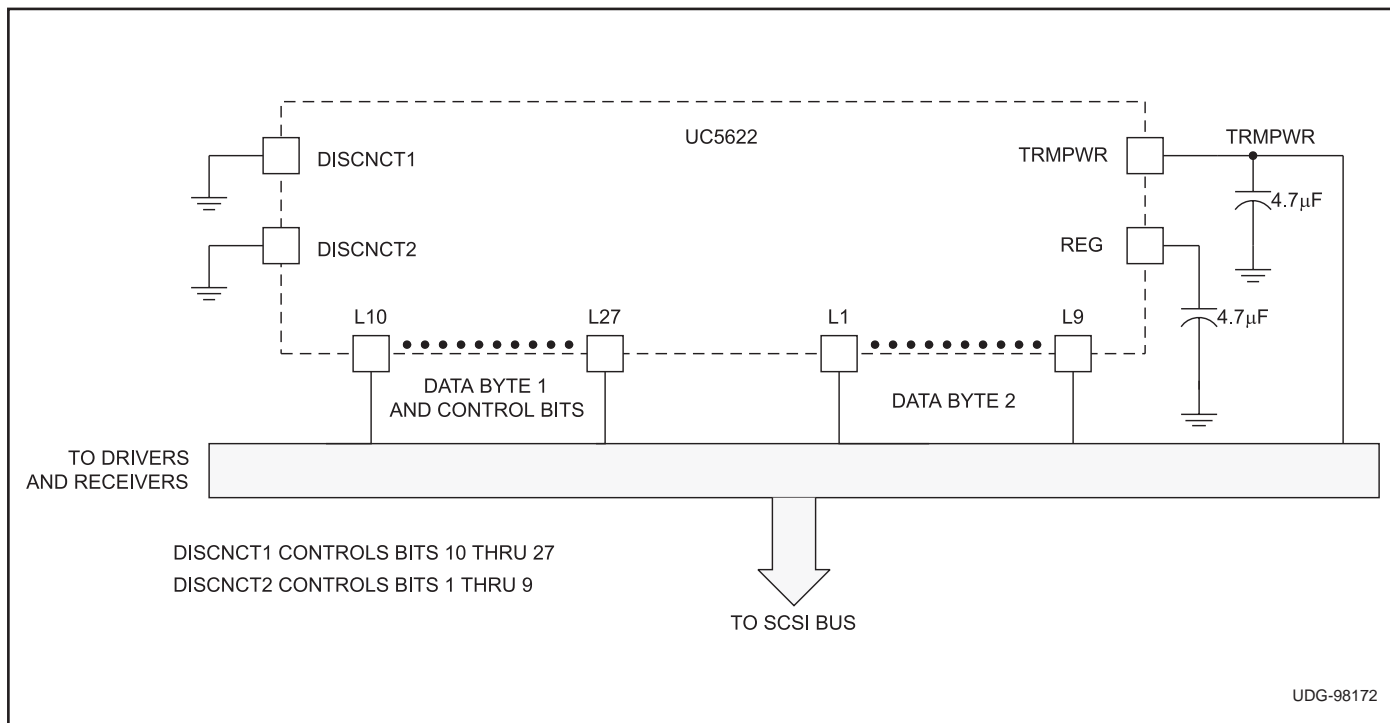 UC5622
DISCNCT1
TRMPWR
TRMPWR
4.7µF
DISCNCT2
REG
4.7µF
L10
L27
L1
L9
DATA BYTE 1
AND CONTROL BITS
DATA BYTE 2
TO DRIVERS
AND RECEIVERS
DISCNCT1 CONTROLS BITS 10 THRU 27
DISCNCT2 CONTROLS BITS 1 THRU 9
TO SCSI BUS
UDG-98172